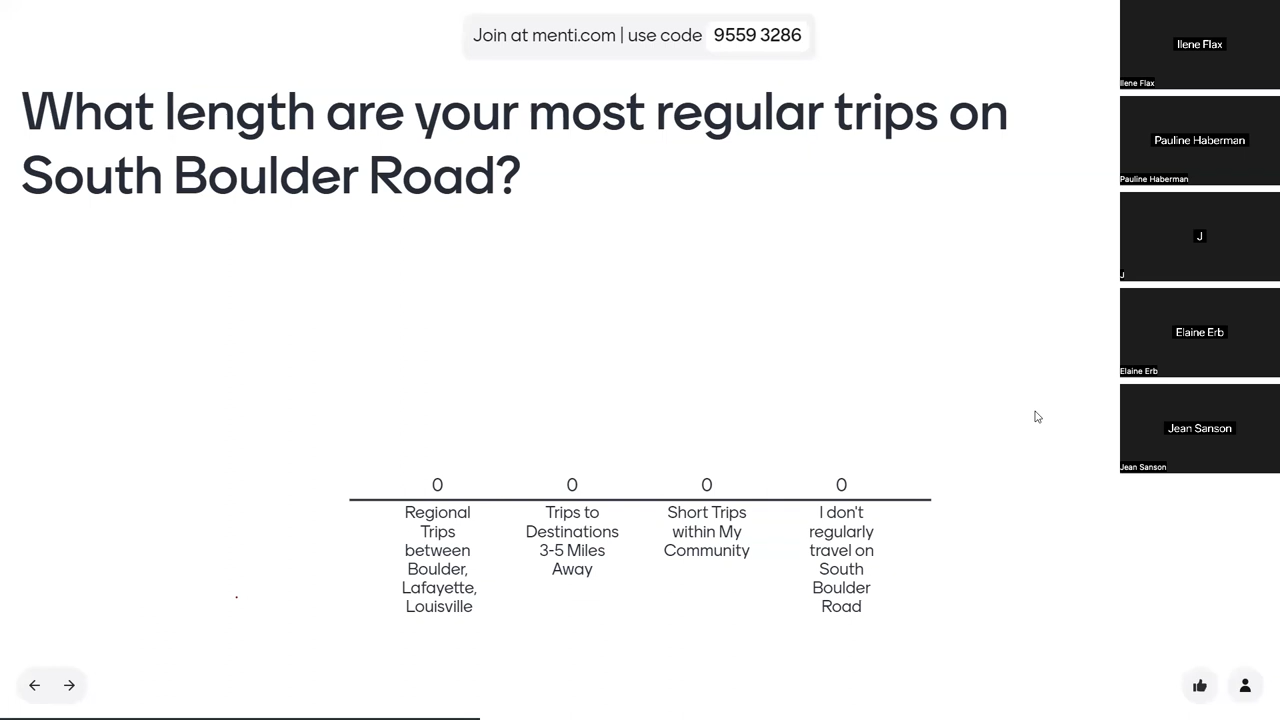 Join at menti.com | use code 9559 3286
What length are your most regular trips on
South Boulder Road?
0
0
0
0
Regional
Trips
between
Boulder,
Lafayette,
Louisville
Trips to
Destinations
3-5 Miles
Away
Short Trips
within My
Community
I don't
regularly
travel on
South
Boulder
Road
Ilene Flax
Ilene Flax
Pauline Haberman
Pauline Haberman
J
J
Elaine Erb
Elaine Erb
Jean Sanson
Jean Sanson